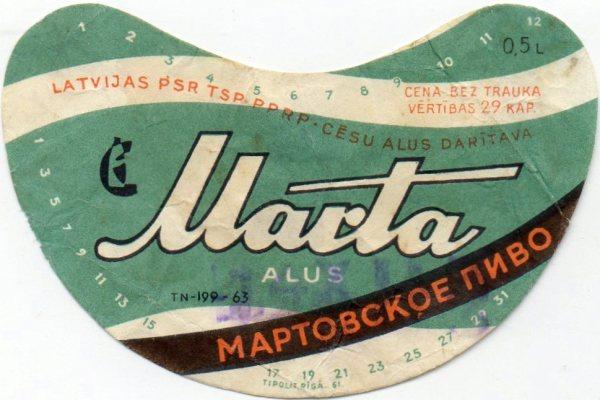 1 2 3 4 5 6 7 8 9 10 11 12
0,5 L
LATVIJAS PSR TSP PPRP·CĒSU ALUS DARĪTAVA
CENA BEZ TRAUKA
VĒRTĪBAS 29 KAP.
Marta
ALUS
TN-199-63
МАРТОВСКОЕ ПИВО
1 3 5 7 9 11 13 15 17 19 21 23 25 27 29 31
TIPOLIT. RĪGĀ. 61.